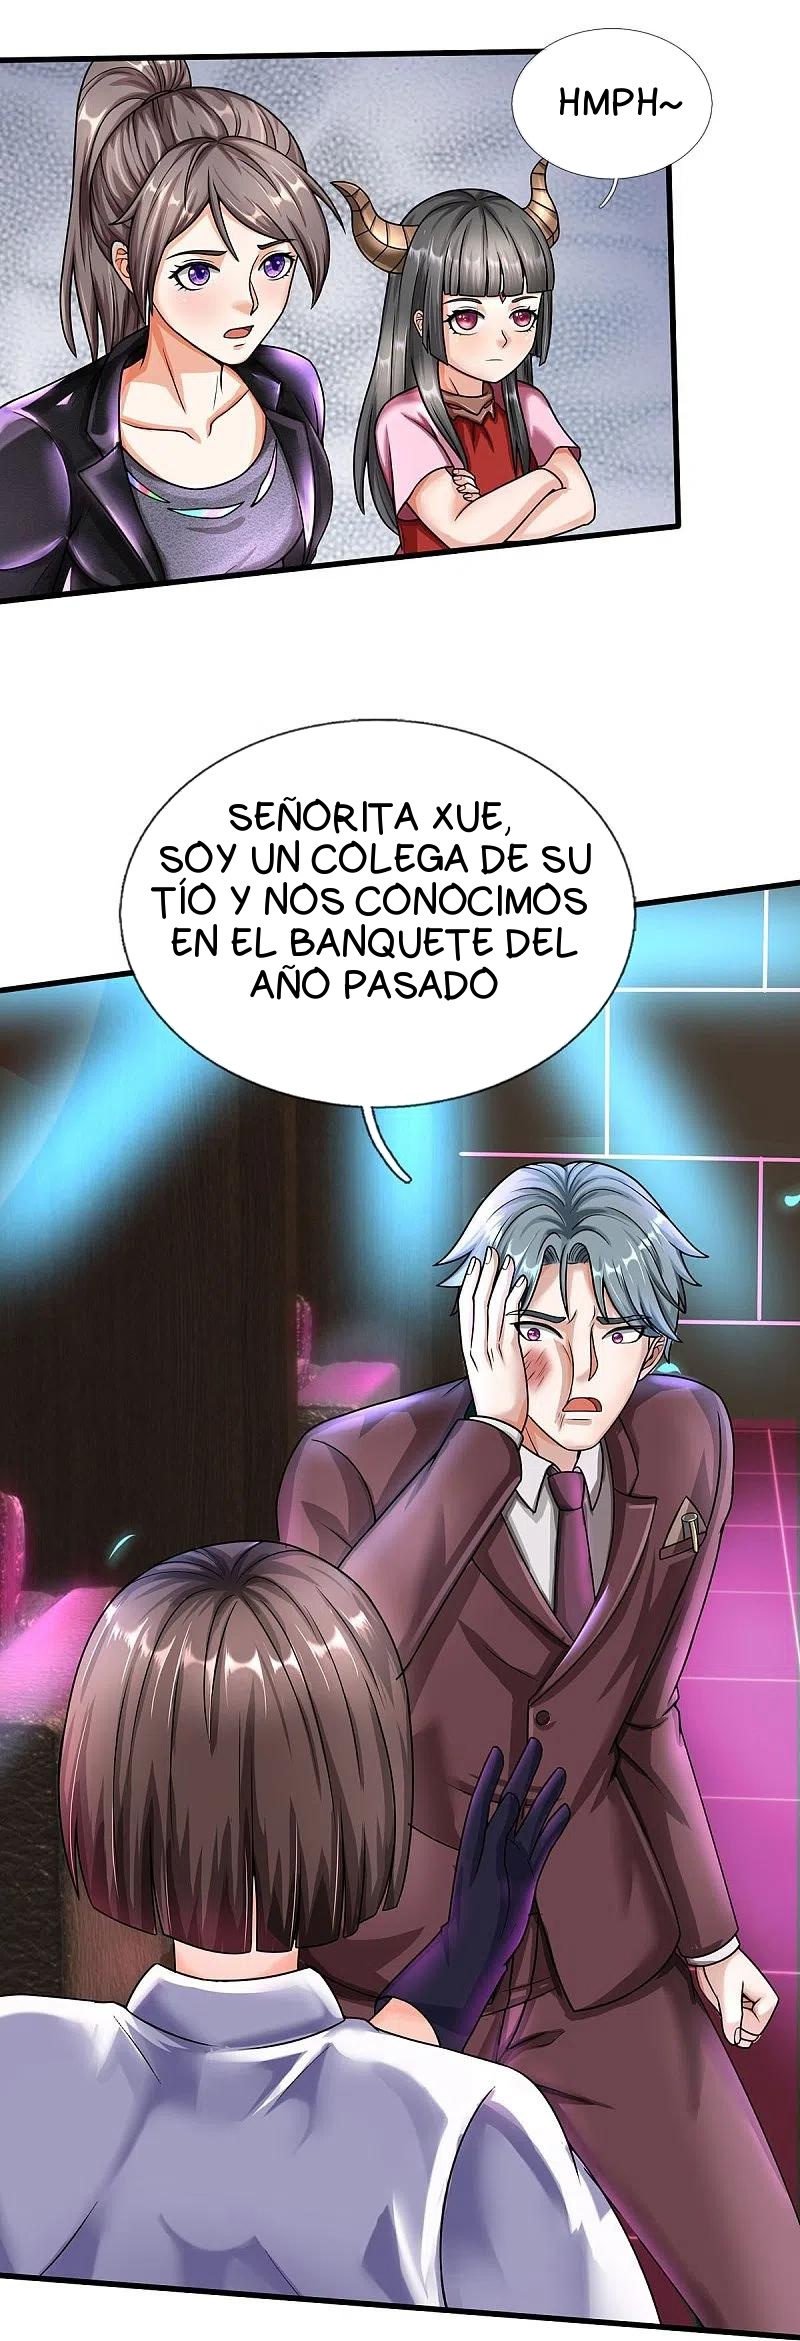 HMPH~
SEÑORITA XUE,
SOY UN COLEGA DE SU
TÍO Y NOS CONOCIMOS
EN EL BANQUETE DEL
AÑO PASADO